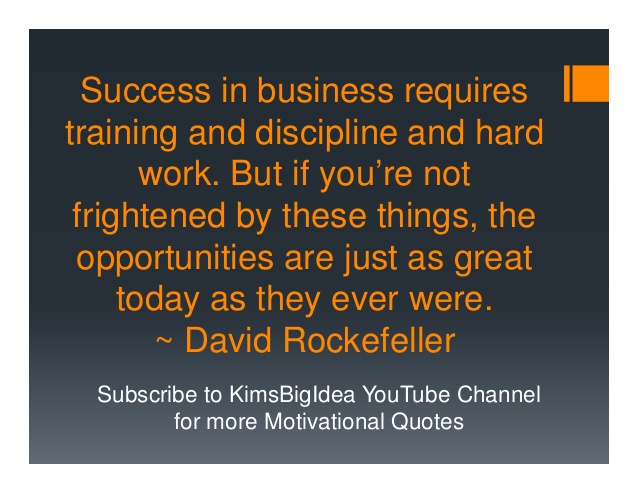 Success in business requires
training and discipline and hard
work. But if you’re not
frightened by these things, the
opportunities are just as great
today as they ever were.
~ David Rockefeller
Subscribe to KimsBigIdea YouTube Channel
for more Motivational Quotes